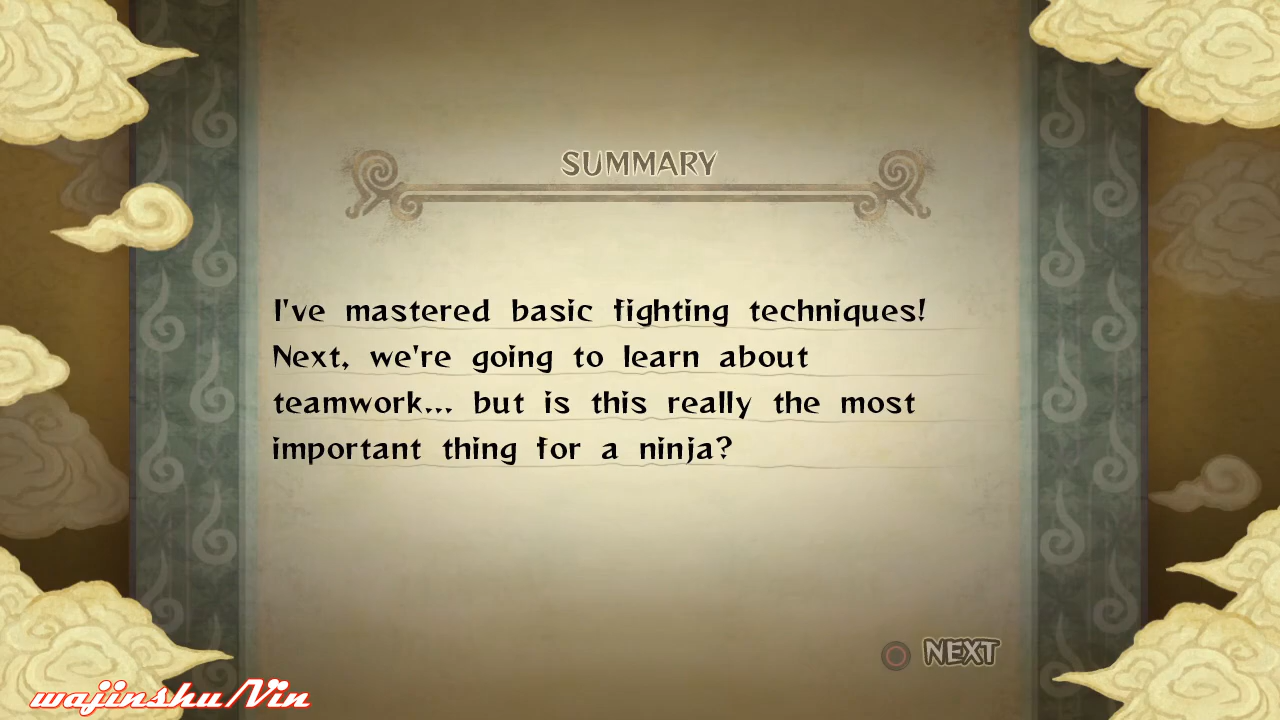 SUMMARY
I've mastered basic fighting techniques!
Next, we're going to learn about
teamwork... but is this really the most
important thing for a ninja?
NEXT
wajinshu/Vin